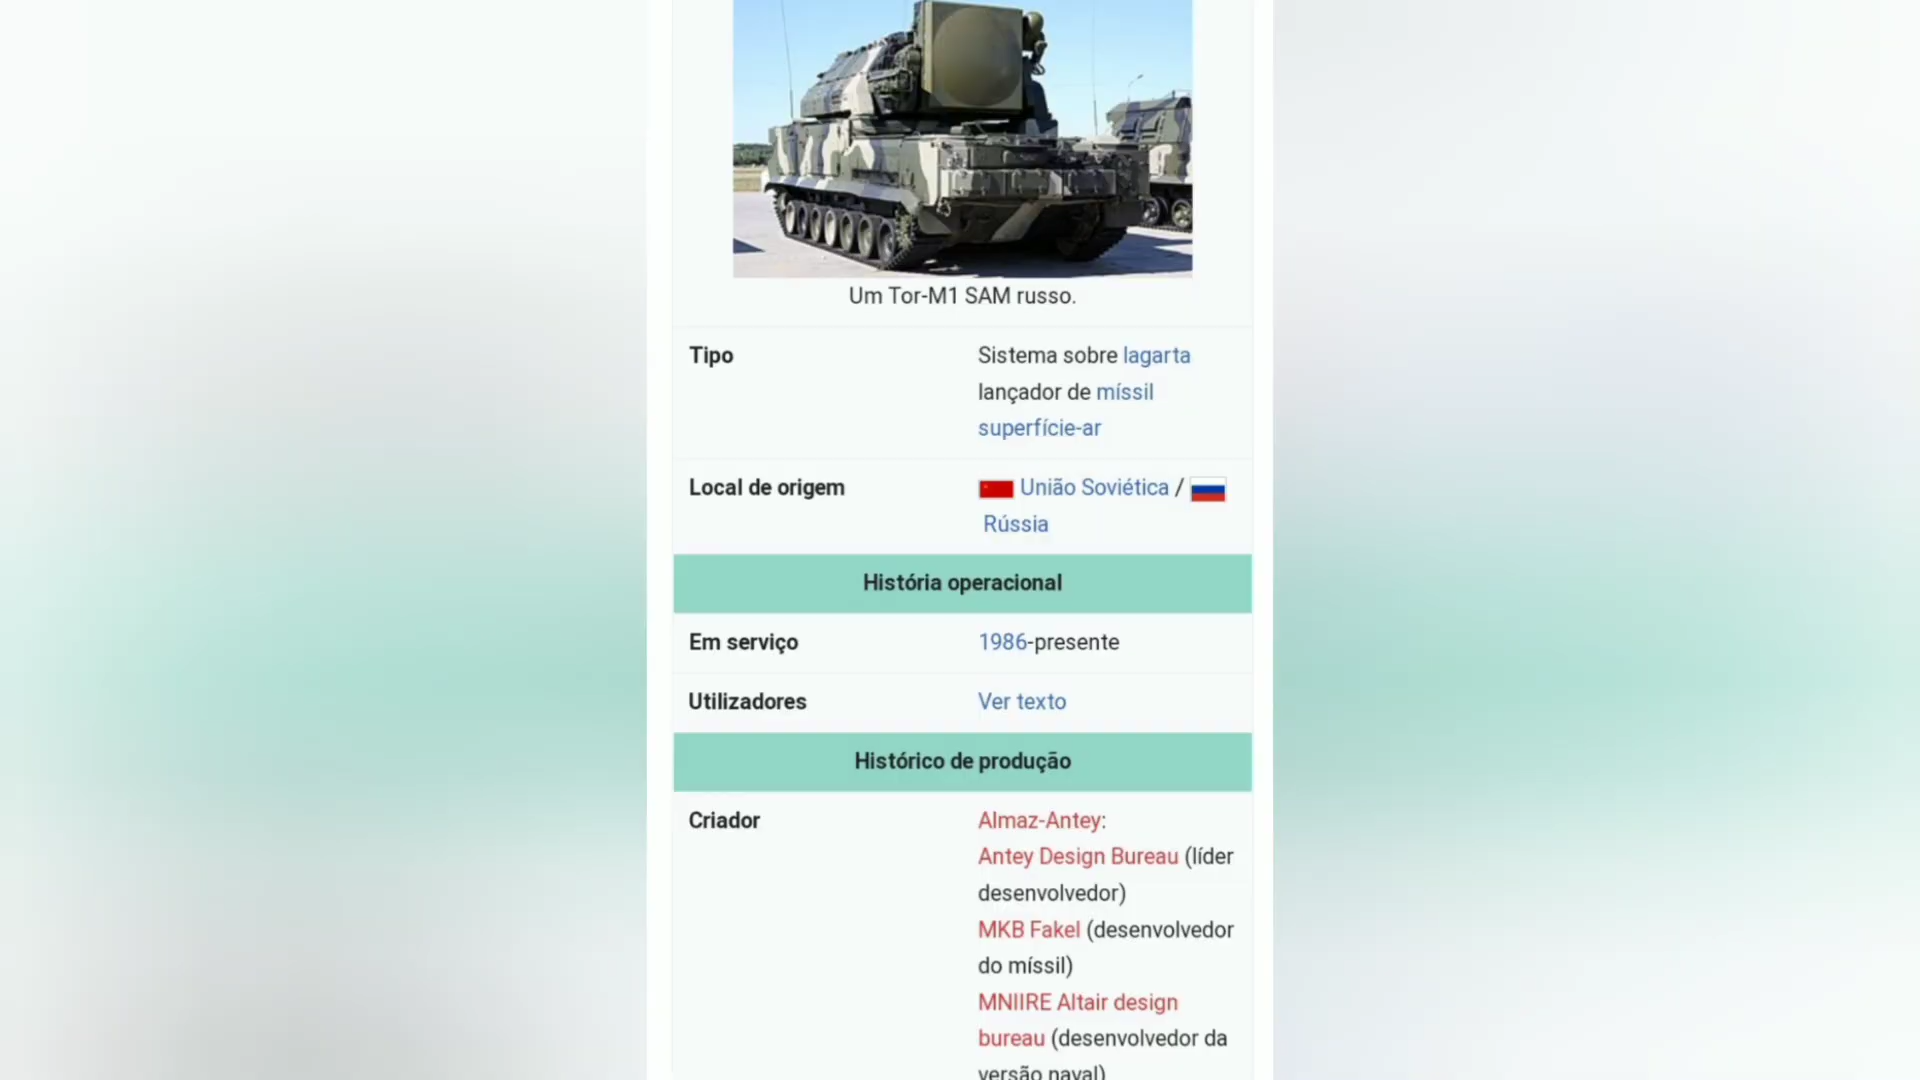 Um Tor-M1 SAM russo.
Tipo
Sistema sobre lagarta
lançador de míssil
superfície-ar
Local de origem
União Soviética /
Rússia
História operacional
Em serviço
1986-presente
Utilizadores
Ver texto
Histórico de produção
Criador
Almaz-Antey:
Antey Design Bureau (líder
desenvolvedor)
MKB Fakel (desenvolvedor
do míssil)
MNIIRE Altair design
bureau (desenvolvedor da
versão naval)